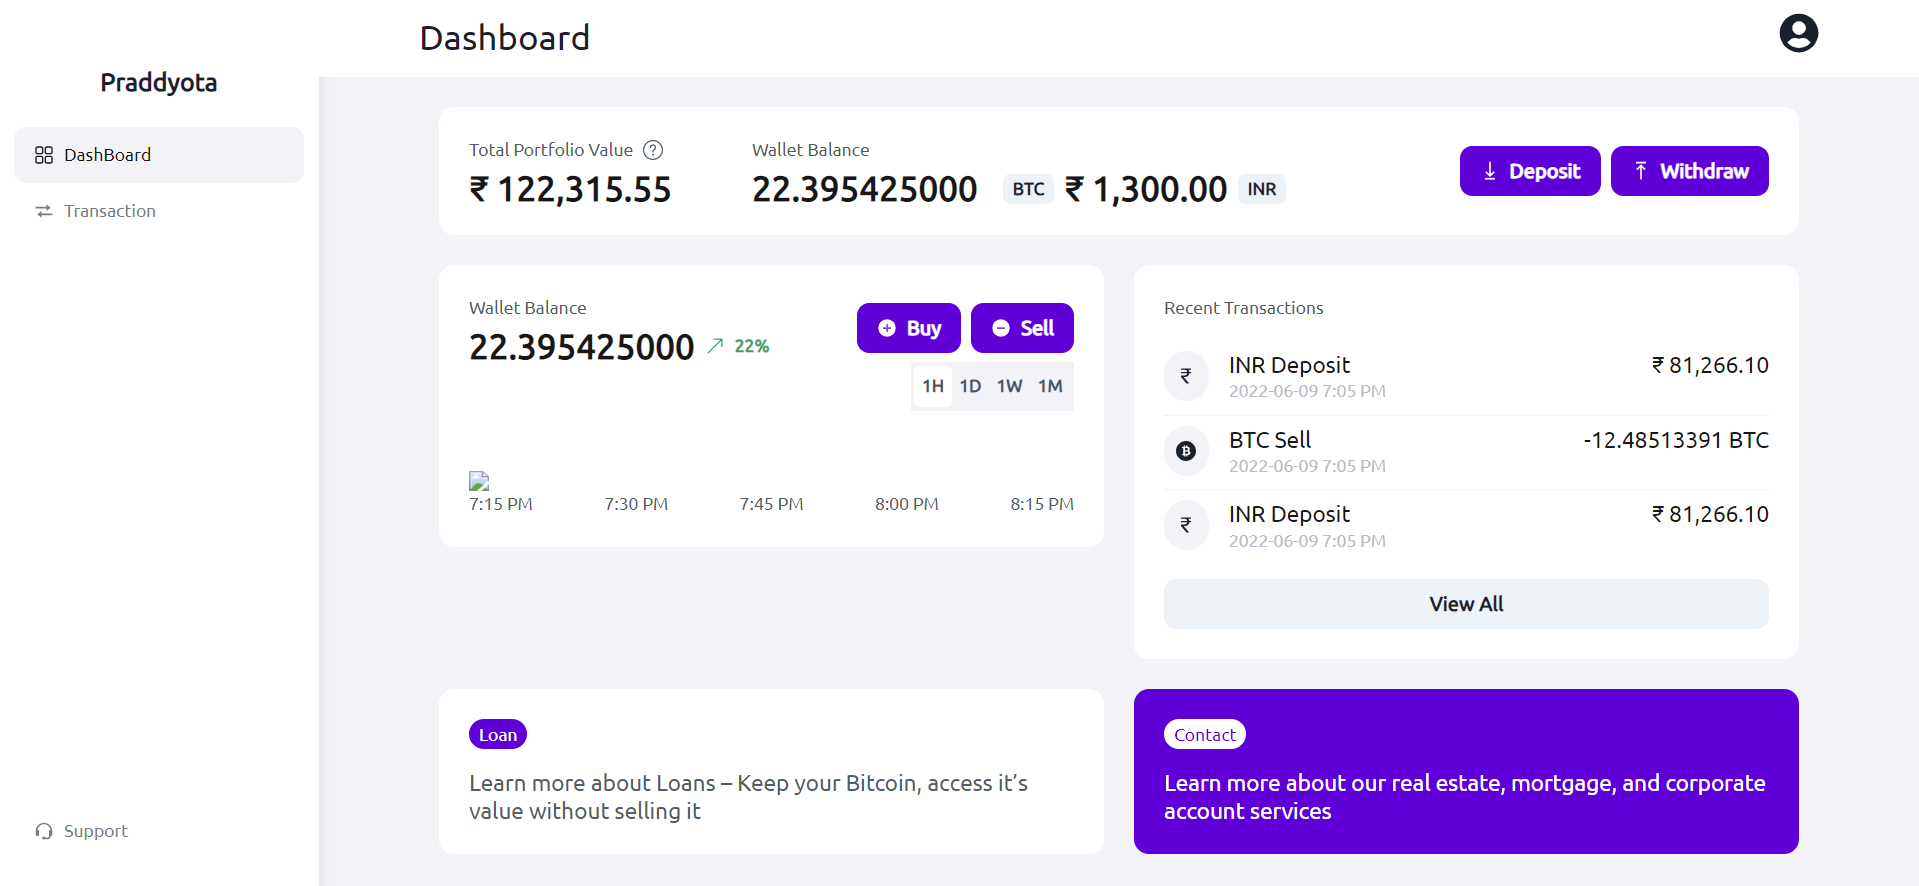 Praddyota
DashBoard
Transaction
Support
Dashboard
Total Portfolio Value ?
₹ 122,315.55
Wallet Balance
22.395425000 BTC ₹ 1,300.00 INR
Deposit
Withdraw
Wallet Balance
22.395425000 22%
Buy
Sell
1H 1D 1W 1M
7:15 PM 7:30 PM 7:45 PM 8:00 PM 8:15 PM
Recent Transactions
₹ INR Deposit ₹ 81,266.10
2022-06-09 7:05 PM
BTC Sell -12.48513391 BTC
2022-06-09 7:05 PM
₹ INR Deposit ₹ 81,266.10
2022-06-09 7:05 PM
View All
Loan
Learn more about Loans – Keep your Bitcoin, access it’s
value without selling it
Contact
Learn more about our real estate, mortgage, and corporate
account services